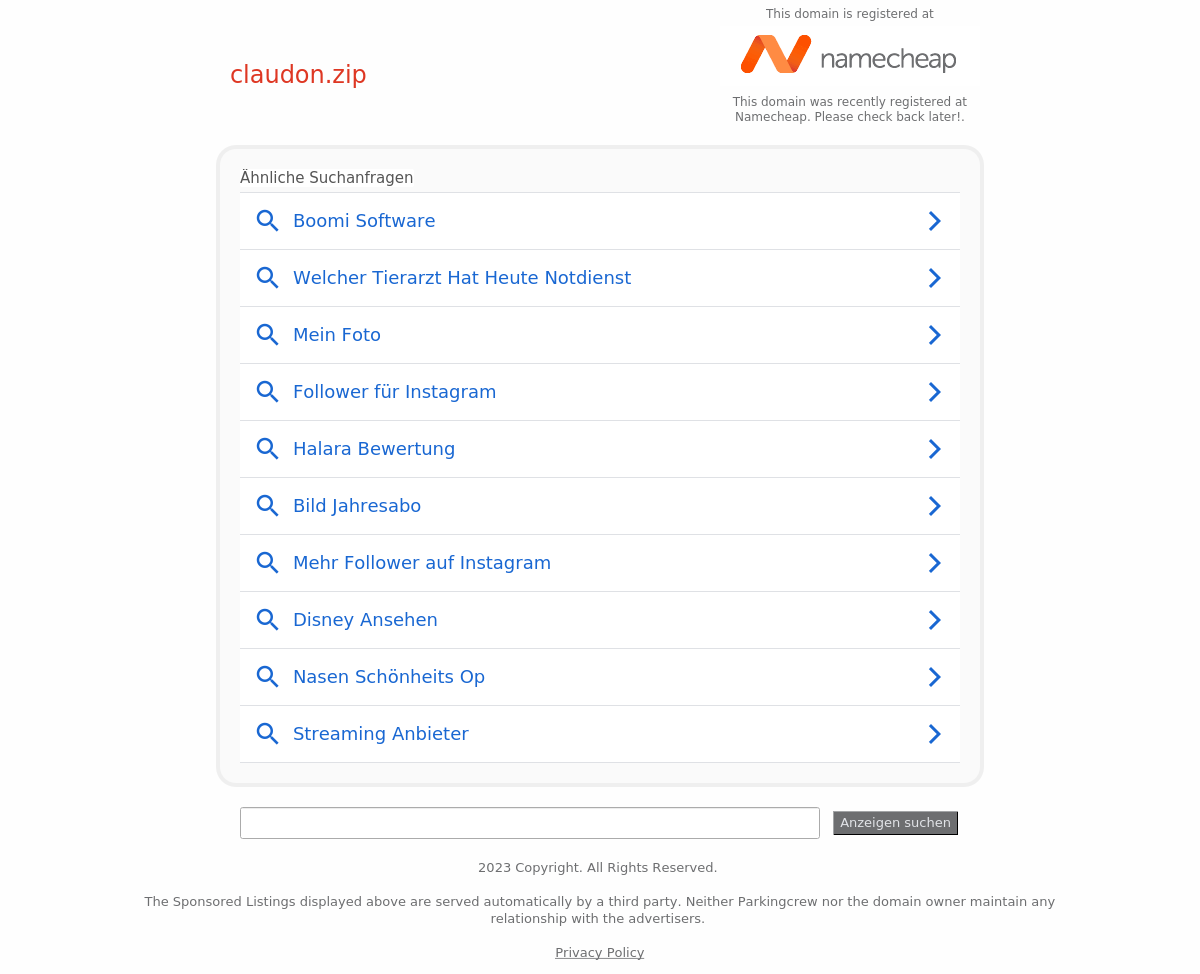 This domain is registered at
namecheap
claudon.zip
This domain was recently registered at
Namecheap. Please check back later!.
Ähnliche Suchanfragen
Boomi Software
Welcher Tierarzt Hat Heute Notdienst
Mein Foto
Follower für Instagram
Halara Bewertung
Bild Jahresabo
Mehr Follower auf Instagram
Disney Ansehen
Nasen Schönheits Op
Streaming Anbieter
Anzeigen suchen
2023 Copyright. All Rights Reserved.
The Sponsored Listings displayed above are served automatically by a third party. Neither Parkingcrew nor the domain owner maintain any
relationship with the advertisers.
Privacy Policy